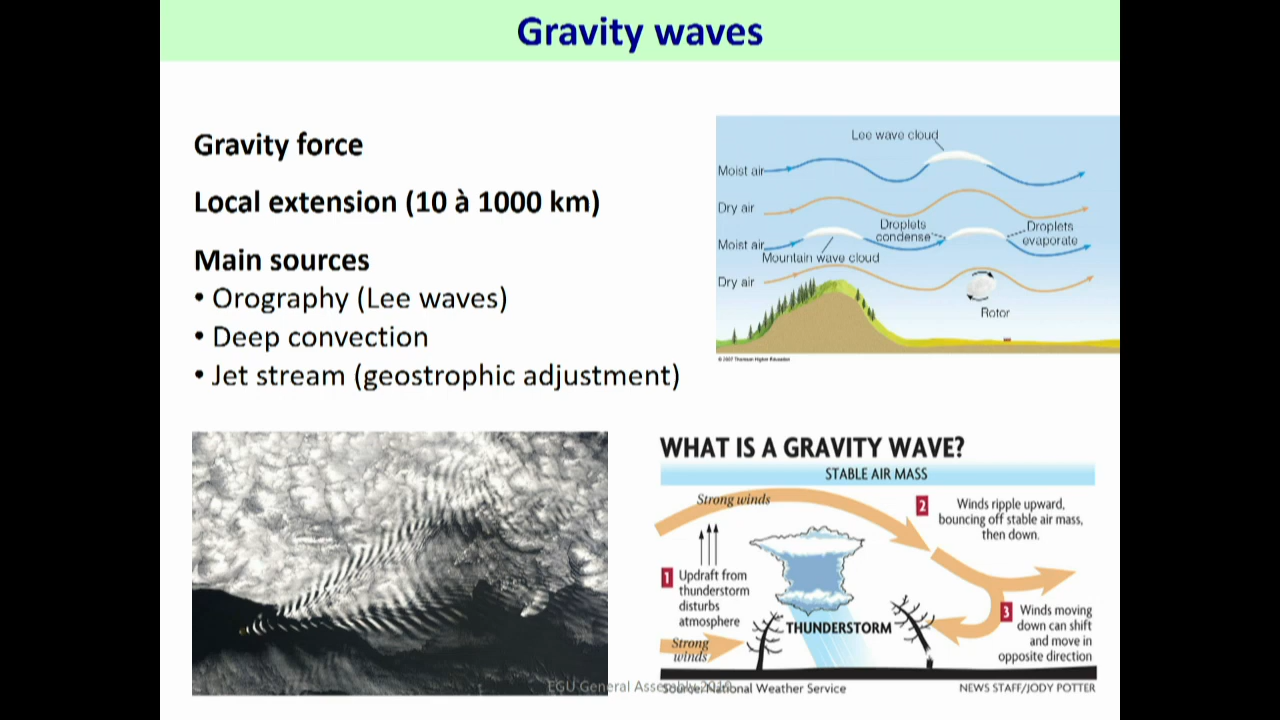 Gravity waves
Gravity force
Local extension (10 à 1000 km)
Main sources
• Orography (Lee waves)
• Deep convection
• Jet stream (geostrophic adjustment)
Lee wave cloud
Moist air
Dry air
Droplets
condense
Droplets
evaporate
Moist air
Mountain wave cloud
Dry air
Rotor
© 2007 Thomson Higher Education
WHAT IS A GRAVITY WAVE?
STABLE AIR MASS
Strong winds
2 Winds ripple upward,
bouncing off stable air mass,
then down.
1 Updraft from
thunderstorm
disturbs
atmosphere
THUNDERSTORM
3 Winds moving
down can shift
and move in
opposite direction
Strong
winds
EGU General Assembly
Source: National Weather Service
NEWS STAFF/JODY POTTER